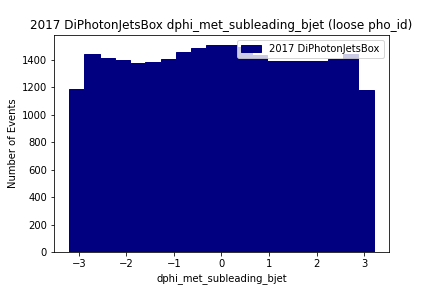 2017 DiPhotonJetsBox dphi_met_subleading_bjet (loose pho_id)
2017 DiPhotonJetsBox
1400
1200
1000
800
600
400
200
0
Number of Events
−3 −2 −1 0 1 2 3
dphi_met_subleading_bjet